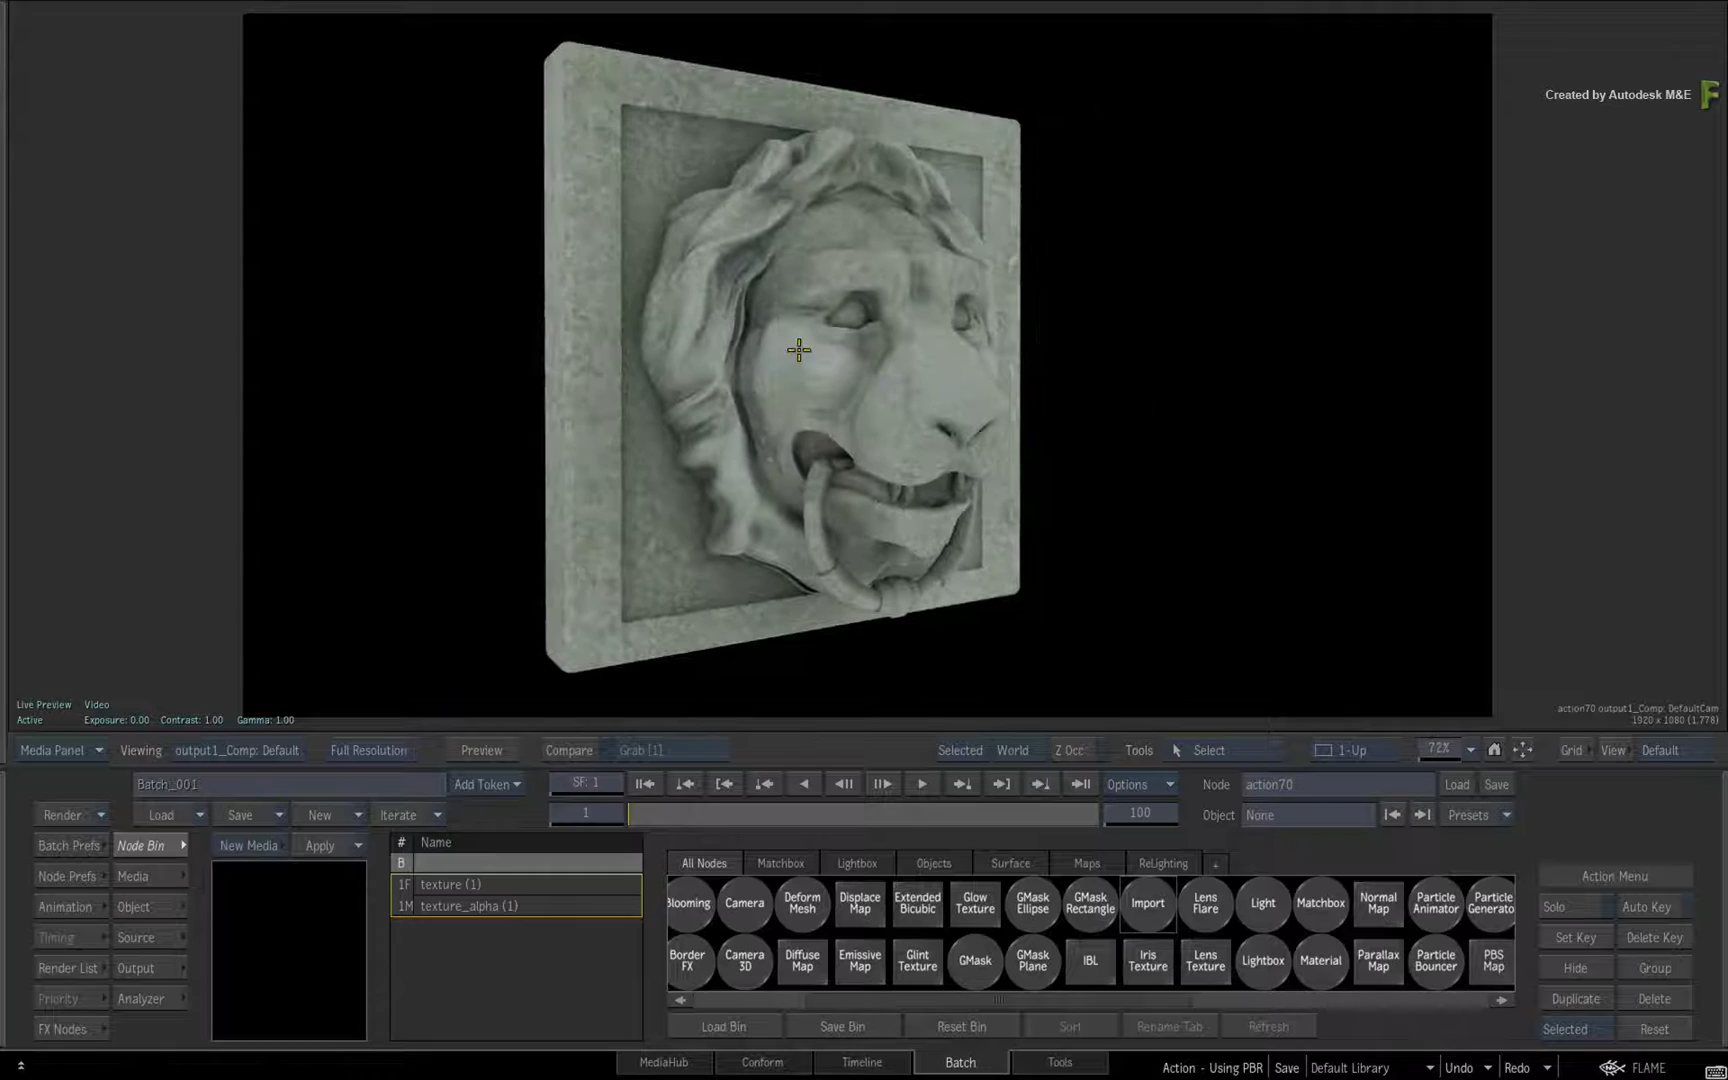 Created by Autodesk M&E
Live Preview Video
Active Exposure: 0.00 Contrast: 1.00 Gamma: 1.00
action70 output1_Comp: DefaultCam
1920 x 1080 (1.778)
Media Panel Viewing output1_Comp: Default Full Resolution Preview Compare Grab [1] Selected World Z Occ Tools Select 1-Up 72% Grid View Default
Batch_001 Add Token SF: 1 Options Node action70 Load Save
Render Load Save New Iterate 1 100 Object None Presets
Batch Prefs Node Bin New Media Apply # Name
B
All Nodes Matchbox Lightbox Objects Surface Maps ReLighting +
Node Prefs Media 1F texture (1)
Action Menu
Animation Object 1M texture_alpha (1)
Blooming Camera Deform Mesh Displace Map Extended Bicubic Glow Texture GMask Ellipse GMask Rectangle Import Lens Flare Light Matchbox Normal Map Particle Animator Particle Generato
Solo Auto Key
Timing Source
Set Key Delete Key
Render List Output
Border FX Camera 3D Diffuse Map Emissive Map Glint Texture GMask GMask Plane IBL Iris Texture Lens Texture Lightbox Material Parallax Map Particle Bouncer PBS Map
Hide Group
Priority Analyzer
Duplicate Delete
FX Nodes Load Bin Save Bin Reset Bin Sort Rename Tab Refresh Selected Reset
MediaHub Conform Timeline Batch Tools Action - Using PBR Save Default Library Undo Redo FLAME